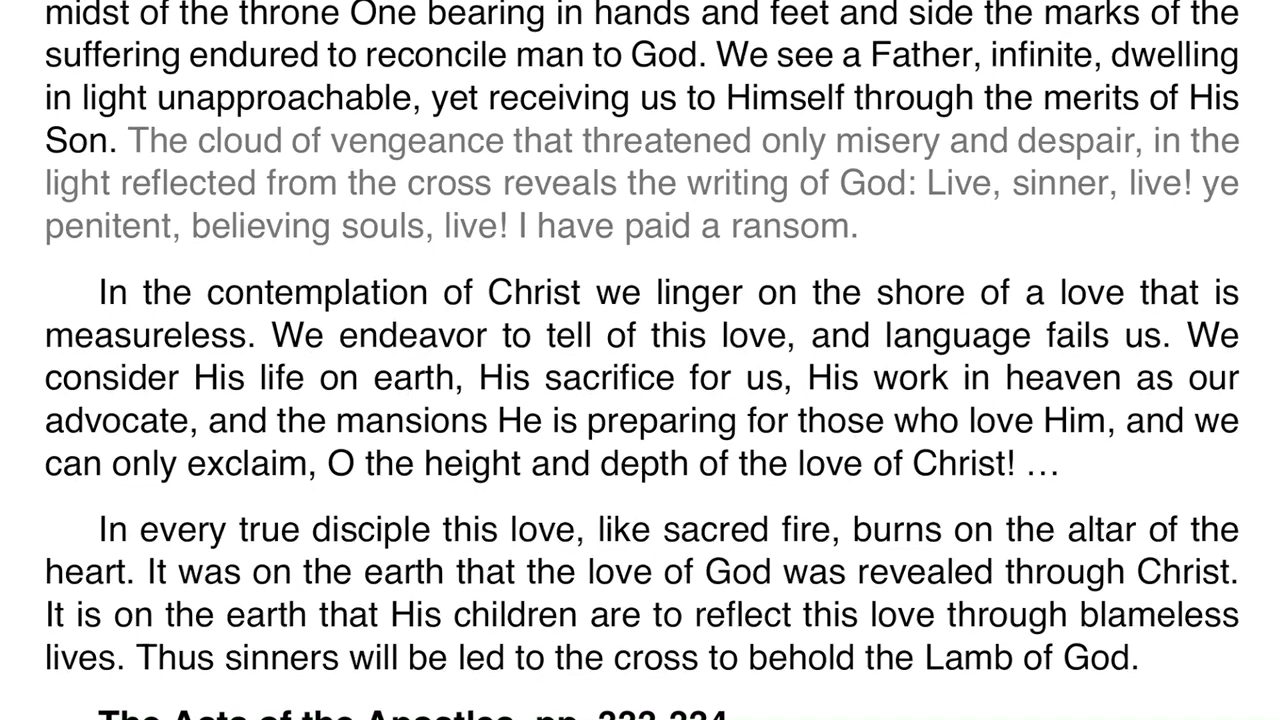 midst of the throne One bearing in hands and feet and side the marks of the
suffering endured to reconcile man to God. We see a Father, infinite, dwelling
in light unapproachable, yet receiving us to Himself through the merits of His
Son. The cloud of vengeance that threatened only misery and despair, in the
light reflected from the cross reveals the writing of God: Live, sinner, live! ye
penitent, believing souls, live! I have paid a ransom.
In the contemplation of Christ we linger on the shore of a love that is
measureless. We endeavor to tell of this love, and language fails us. We
consider His life on earth, His sacrifice for us, His work in heaven as our
advocate, and the mansions He is preparing for those who love Him, and we
can only exclaim, O the height and depth of the love of Christ! …
In every true disciple this love, like sacred fire, burns on the altar of the
heart. It was on the earth that the love of God was revealed through Christ.
It is on the earth that His children are to reflect this love through blameless
lives. Thus sinners will be led to the cross to behold the Lamb of God.
The Acts of the Apostles, pp. 333-334